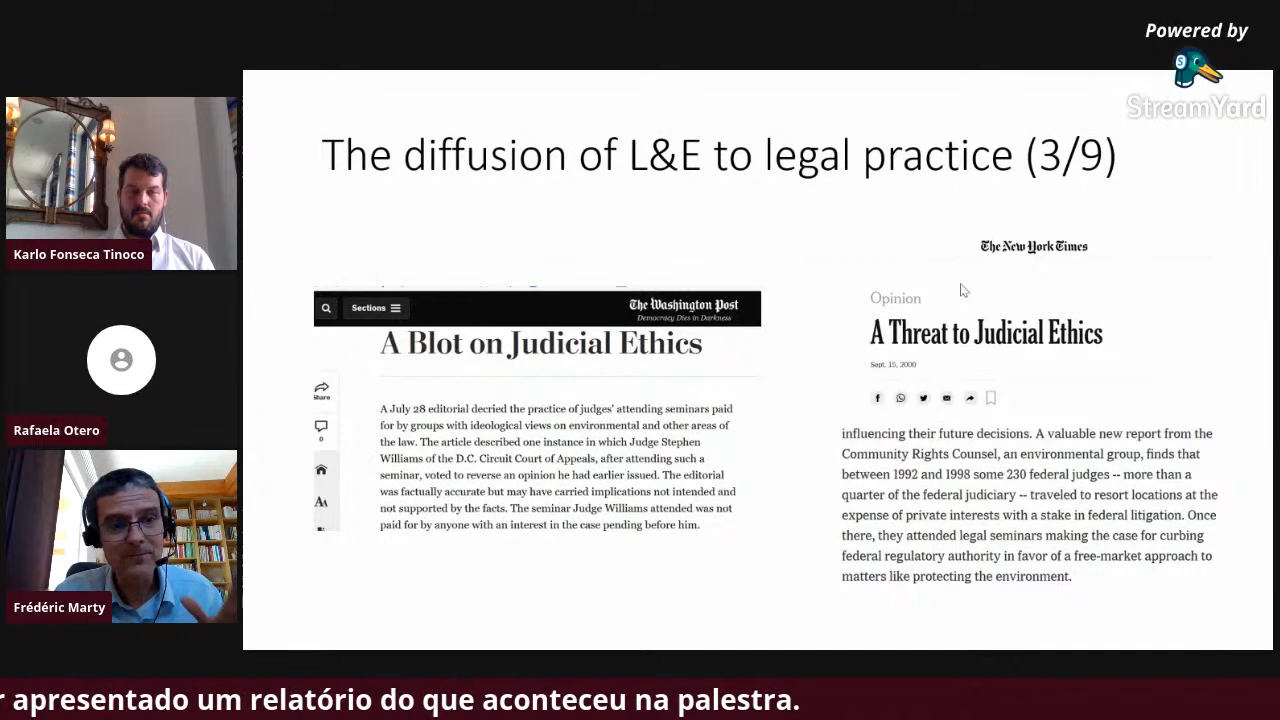 Powered by
StreamYard
The diffusion of L&E to legal practice (3/9)
Karlo Fonseca Tinoco
Rafaela Otero
Frédéric Marty
Sections
The Washington Post
Democracy Dies in Darkness
A Blot on Judicial Ethics
Share
0
AA
A July 28 editorial decried the practice of judges' attending seminars paid
for by groups with ideological views on environmental and other areas of
the law. The article described one instance in which Judge Stephen
Williams of the D.C. Circuit Court of Appeals, after attending such a
seminar, voted to reverse an opinion he had earlier issued. The editorial
was factually accurate but may have carried implications not intended and
not supported by the facts. The seminar Judge Williams attended was not
paid for by anyone with an interest in the case pending before him.
The New York Times
Opinion
A Threat to Judicial Ethics
Sept. 15, 2000
influencing their future decisions. A valuable new report from the
Community Rights Counsel, an environmental group, finds that
between 1992 and 1998 some 230 federal judges -- more than a
quarter of the federal judiciary -- traveled to resort locations at the
expense of private interests with a stake in federal litigation. Once
there, they attended legal seminars making the case for curbing
federal regulatory authority in favor of a free-market approach to
matters like protecting the environment.
r apresentado um relatório do que aconteceu na palestra.